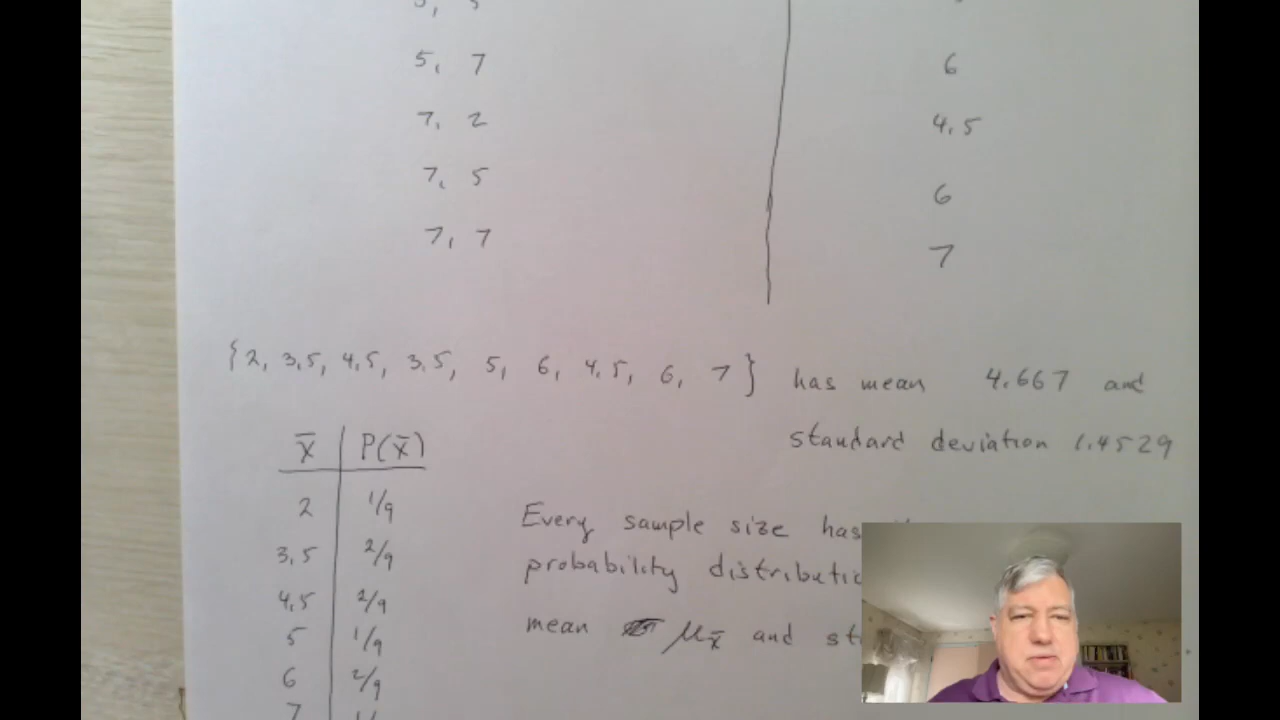 5, 7 6
7, 2 4.5
7, 5 6
7, 7 7
{2, 3.5, 4.5, 3.5, 5, 6, 4.5, 6, 7} has mean 4.667 and
standard deviation 1.4529
x̄ P(x̄)
2 1/9
3.5 2/9
4.5 2/9
5 1/9
6 2/9
7
Every sample size has
probability
mean μx̄ and